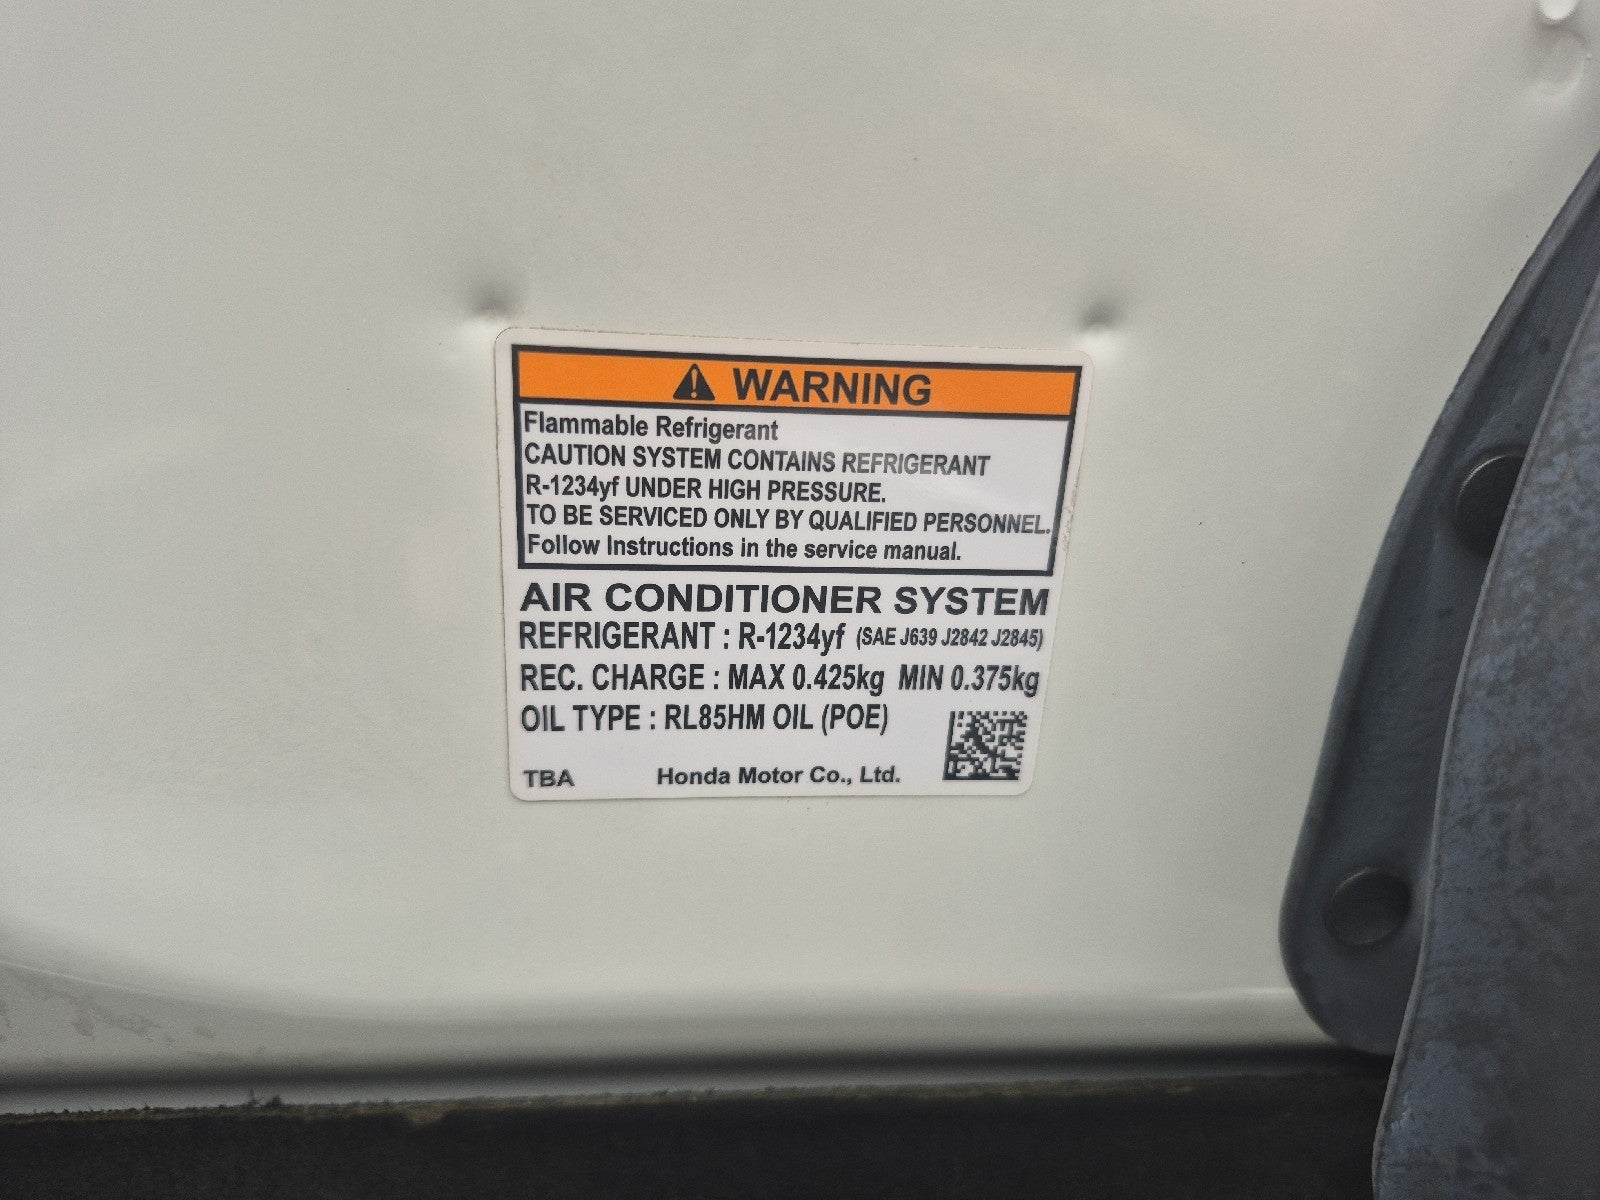 WARNING
Flammable Refrigerant
CAUTION SYSTEM CONTAINS REFRIGERANT
R-1234yf UNDER HIGH PRESSURE.
TO BE SERVICED ONLY BY QUALIFIED PERSONNEL.
Follow Instructions in the service manual.
AIR CONDITIONER SYSTEM
REFRIGERANT : R-1234yf (SAE J639 J2842 J2845)
REC. CHARGE : MAX 0.425kg MIN 0.375kg
OIL TYPE : RL85HM OIL (POE)
TBA Honda Motor Co., Ltd.